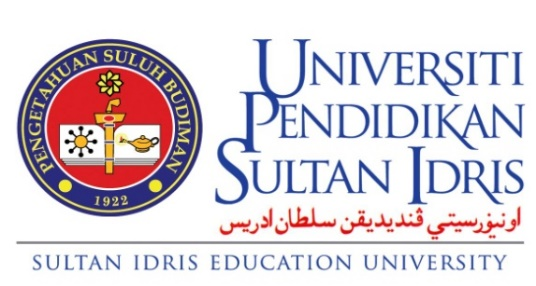 PENGETAHUAN SULUH BUDIMAN
1922
UNIVERSITI
PENDIDIKAN
SULTAN IDRIS
اونيۏرسيتي ڤنديديقن سلطان ادريس
SULTAN IDRIS EDUCATION UNIVERSITY